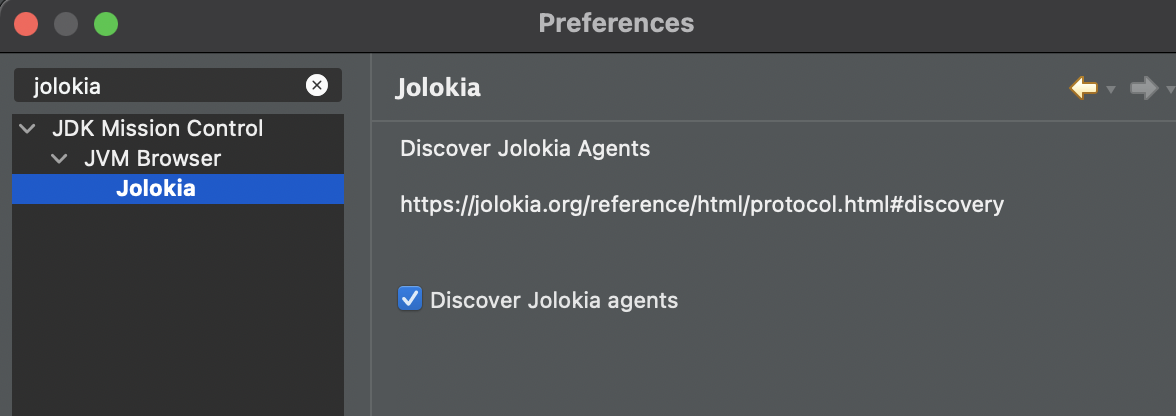 Preferences
jolokia
JDK Mission Control
JVM Browser
Jolokia
Jolokia
Discover Jolokia Agents
https://jolokia.org/reference/html/protocol.html#discovery
Discover Jolokia agents